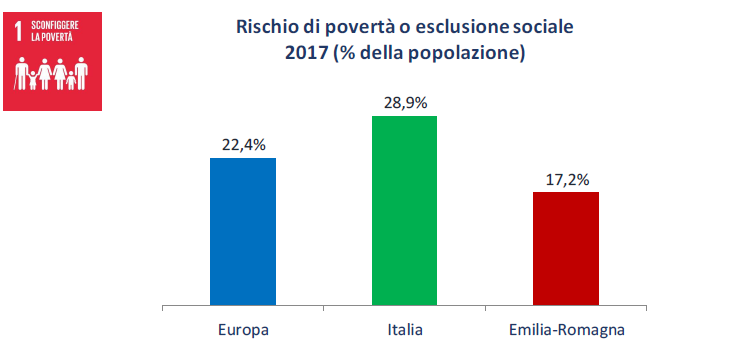 1 SCONFIGGERE
LA POVERTÀ
Rischio di povertà o esclusione sociale
2017 (% della popolazione)
22,4%
28,9%
17,2%
Europa
Italia
Emilia-Romagna